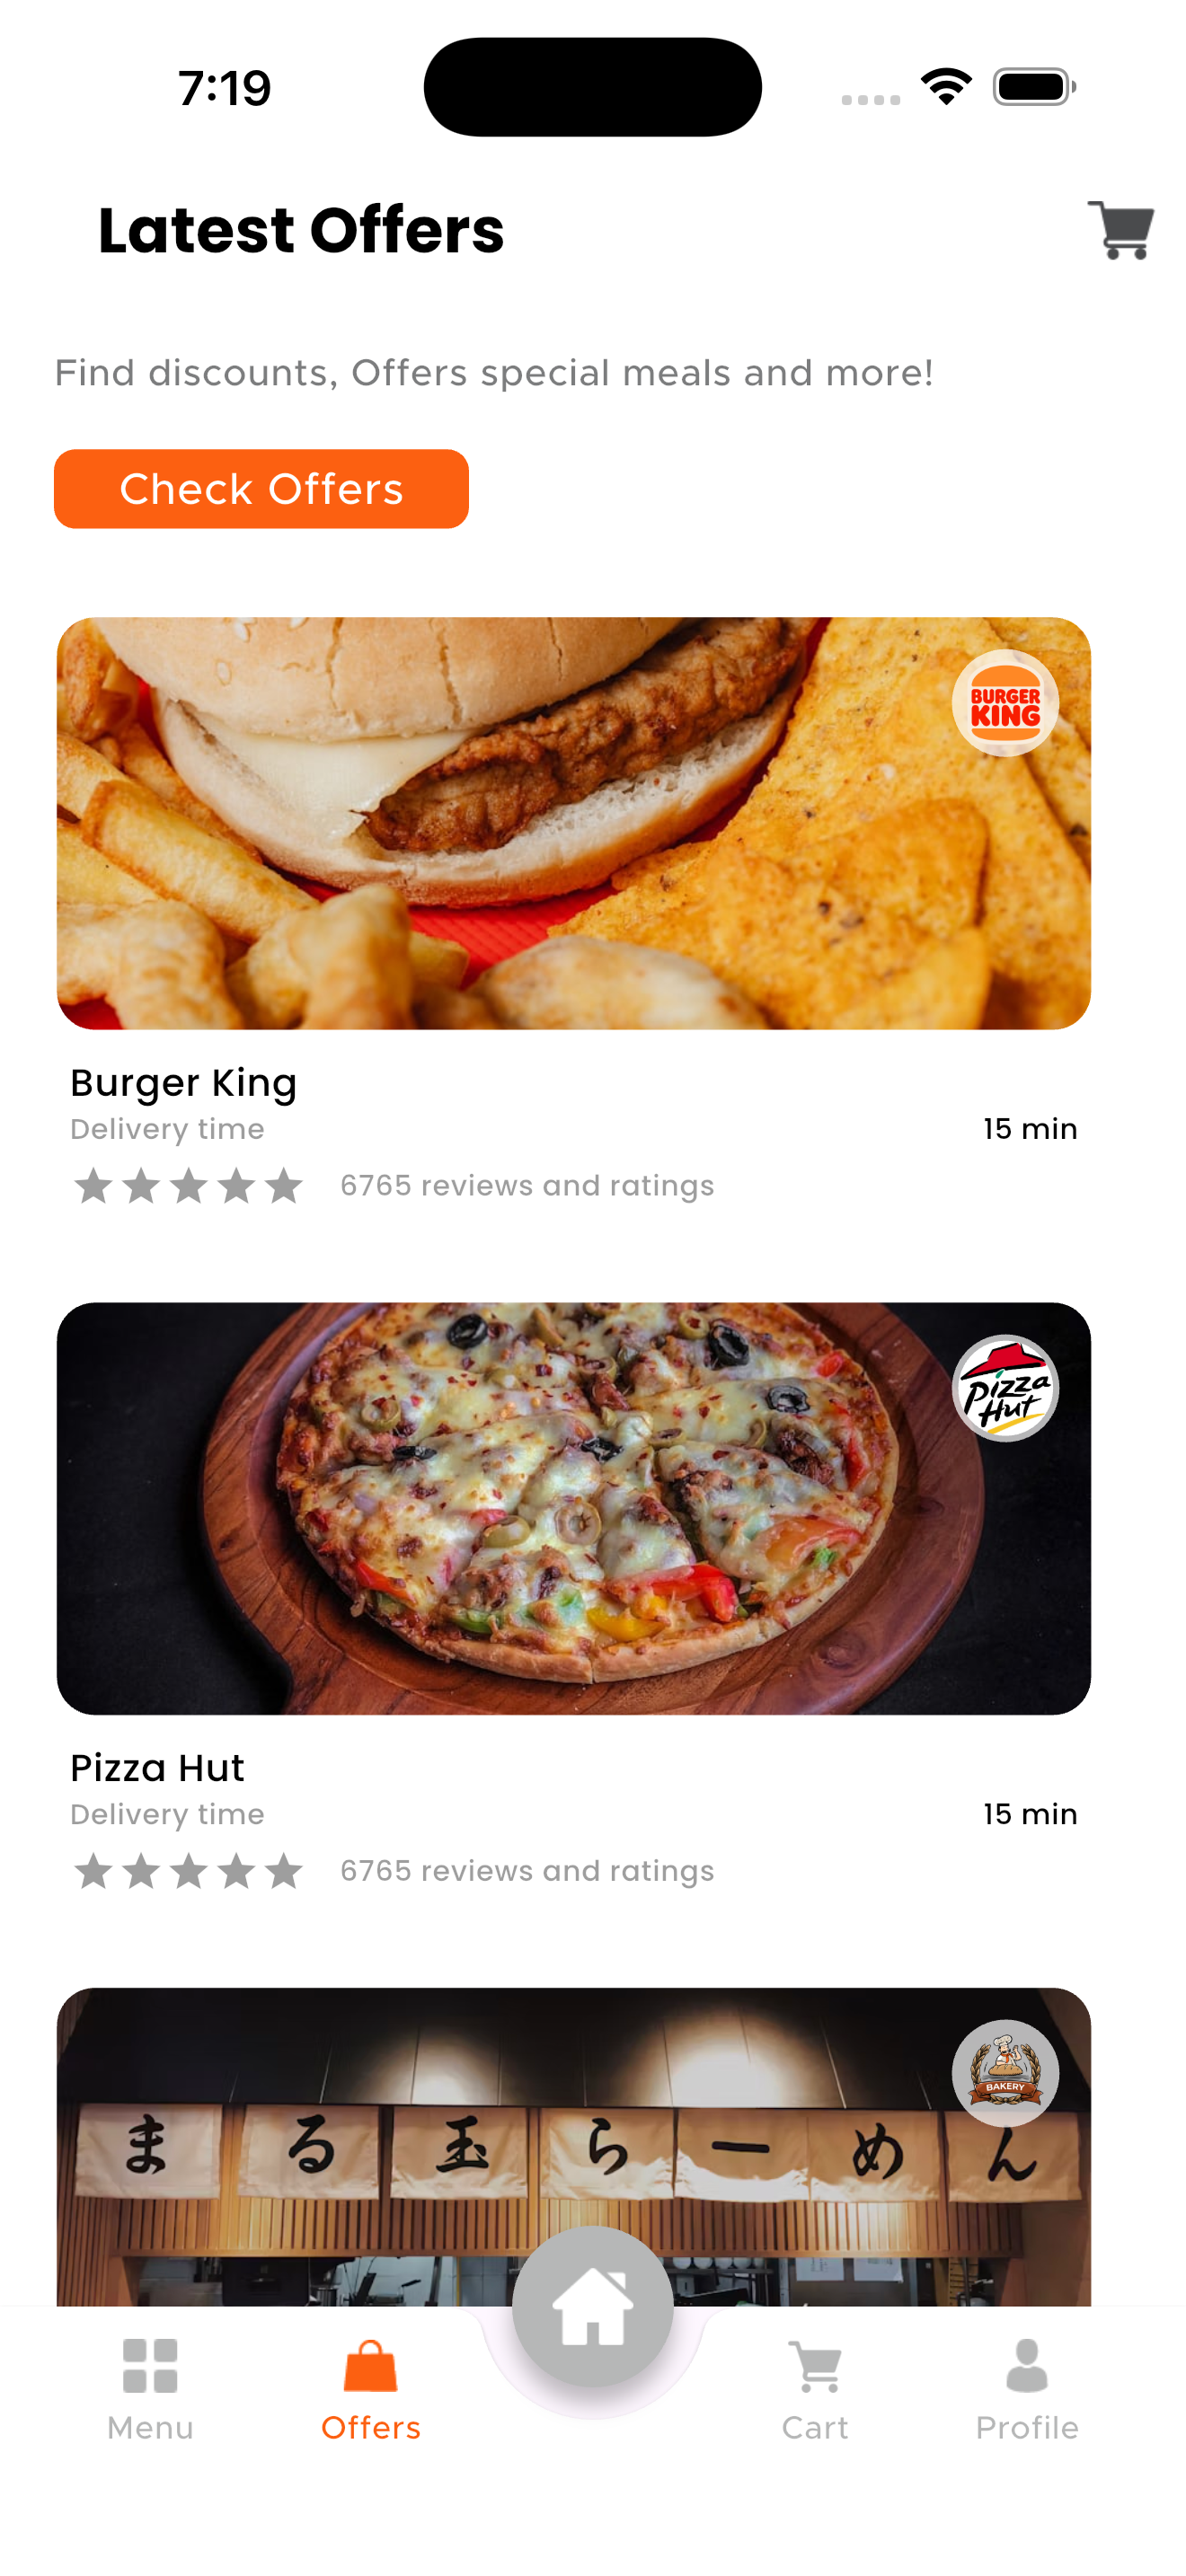 7:19
Latest Offers
Find discounts, Offers special meals and more!
Check Offers
BURGER
KING
Burger King
Delivery time
15 min
6765 reviews and ratings
Pizza
Hut
Pizza Hut
Delivery time
15 min
6765 reviews and ratings
BAKERY
まる玉らーめん
Menu
Offers
Cart
Profile